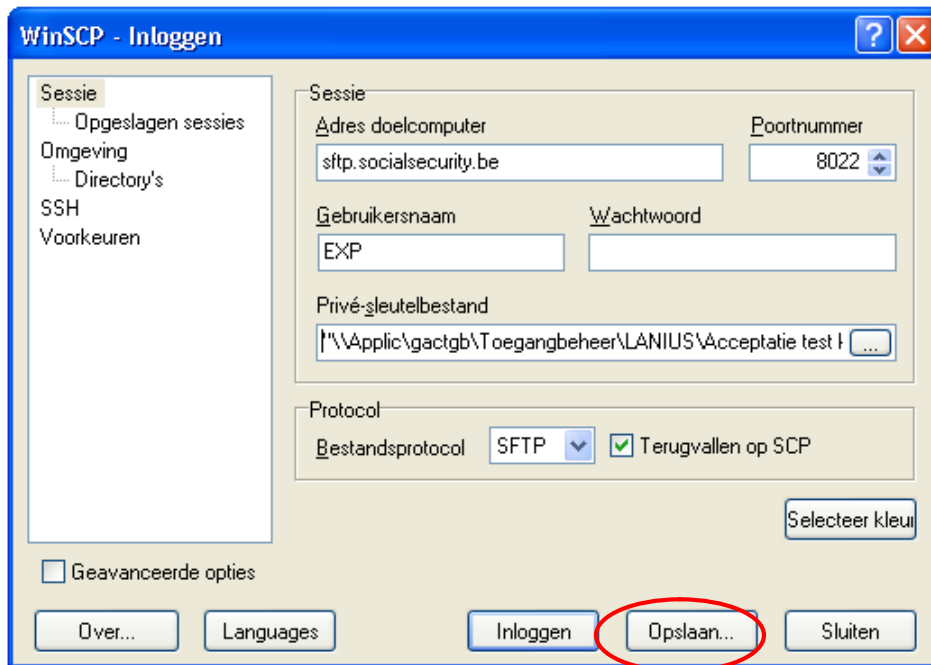 WinSCP - Inloggen
Sessie
Opgeslagen sessies
Omgeving
Directory's
SSH
Voorkeuren
Sessie
Adres doelcomputer
Poortnummer
sftp.socialsecurity.be
8022
Gebruikersnaam
Wachtwoord
EXP
Privé-sleutelbestand
"\\Applic\gactgb\Toegangbeheer\LANIUS\Acceptatie test
...
Protocol
Bestandsprotocol
SFTP
Terugvallen op SCP
Selecteer kleur
Geavanceerde opties
Over...
Languages
Inloggen
Opslaan...
Sluiten